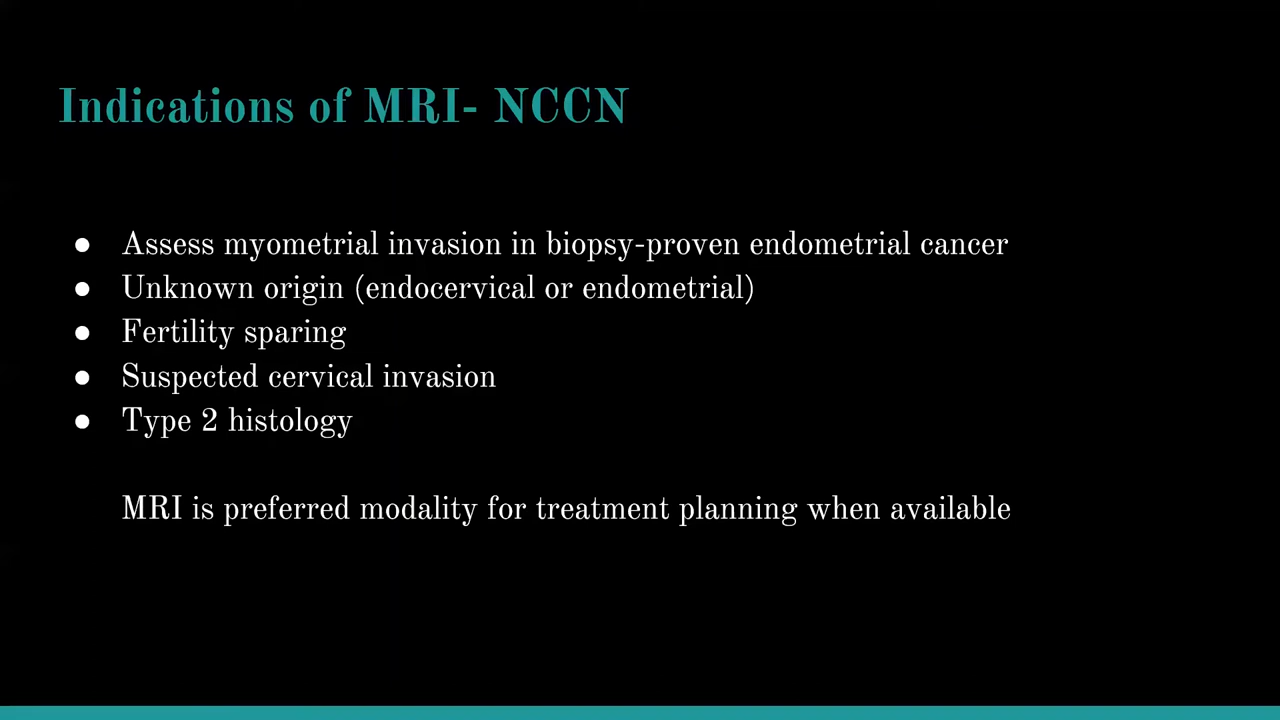 Indications of MRI- NCCN
● Assess myometrial invasion in biopsy-proven endometrial cancer
● Unknown origin (endocervical or endometrial)
● Fertility sparing
● Suspected cervical invasion
● Type 2 histology
MRI is preferred modality for treatment planning when available